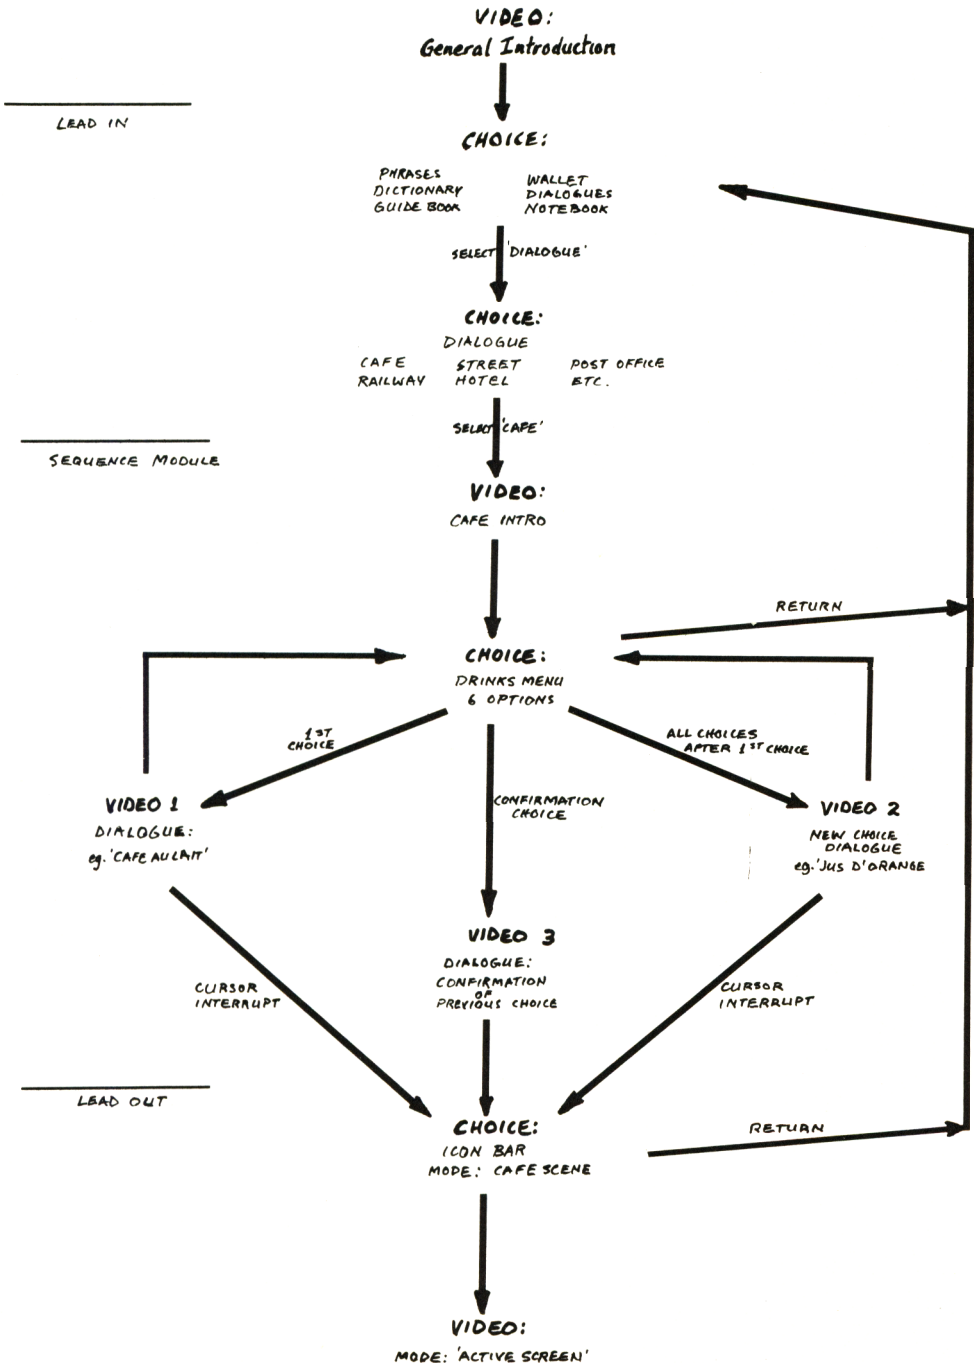 VIDEO:
General Introduction
LEAD IN
CHOICE:
PHRASES
DICTIONARY
GUIDE BOOK
WALLET
DIALOGUES
NOTEBOOK
SELECT 'DIALOGUE'
CHOICE:
DIALOGUE
CAFE STREET POST OFFICE
RAILWAY HOTEL ETC.
SELECT 'CAFE'
SEQUENCE MODULE
VIDEO:
CAFE INTRO
RETURN
CHOICE:
DRINKS MENU
6 OPTIONS
1ST
CHOICE
ALL CHOICES
AFTER 1ST CHOICE
CONFIRMATION
CHOICE
VIDEO 1
DIALOGUE:
eg. 'CAFE AU LAIT'
VIDEO 2
NEW CHOICE
DIALOGUE
eg. 'JUS D'ORANGE
VIDEO 3
DIALOGUE:
CONFIRMATION
OF
PREVIOUS CHOICE
CURSOR
INTERRUPT
CURSOR
INTERRUPT
LEAD OUT
CHOICE:
ICON BAR
MODE: CAFE SCENE
RETURN
VIDEO:
MODE: 'ACTIVE SCREEN'